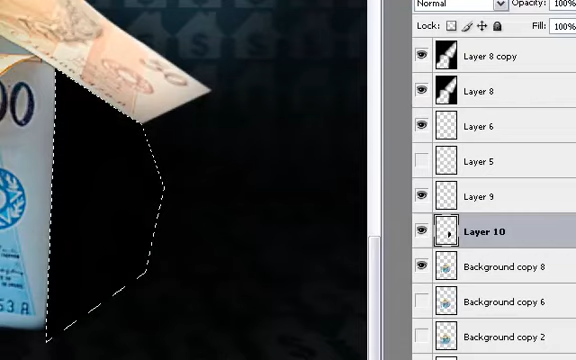 Normal
Opacity: 100%
Lock:
Fill: 100%
Layer 8 copy
Layer 8
Layer 6
Layer 5
Layer 9
Layer 10
Background copy 8
Background copy 6
Background copy 2
00
50
53 A